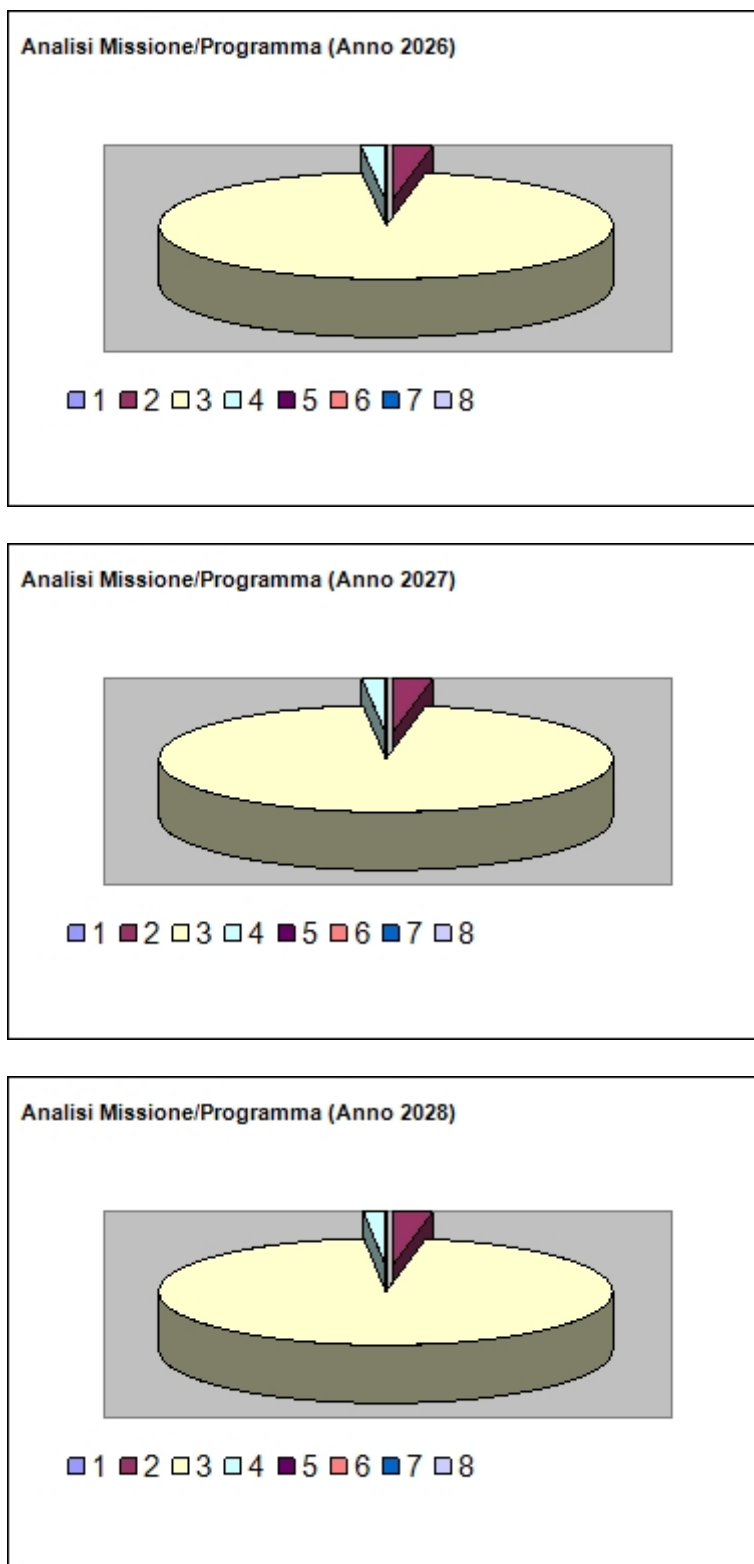 Analisi Missione/Programma (Anno 2026)
1 2 3 4 5 6 7 8
Analisi Missione/Programma (Anno 2027)
1 2 3 4 5 6 7 8
Analisi Missione/Programma (Anno 2028)
1 2 3 4 5 6 7 8